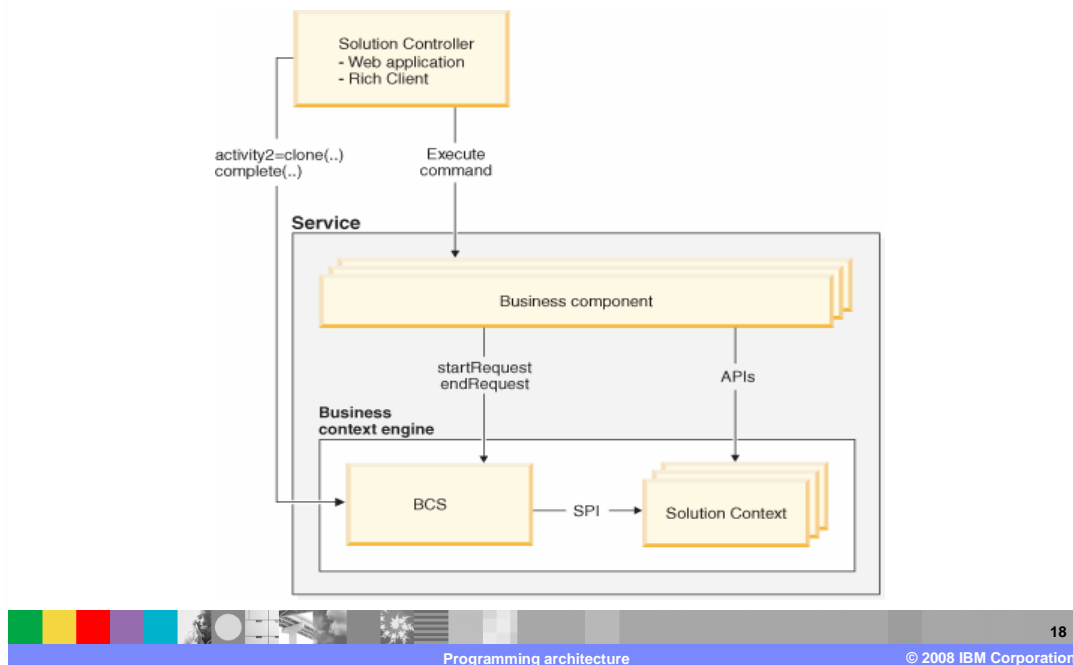 Solution Controller
- Web application
- Rich Client
activity2=clone(..)
complete(..)
Execute
command
Service
Business component
startRequest
endRequest
APIs
Business
context engine
BCS
SPI
Solution Context
18
Programming architecture
© 2008 IBM Corporation